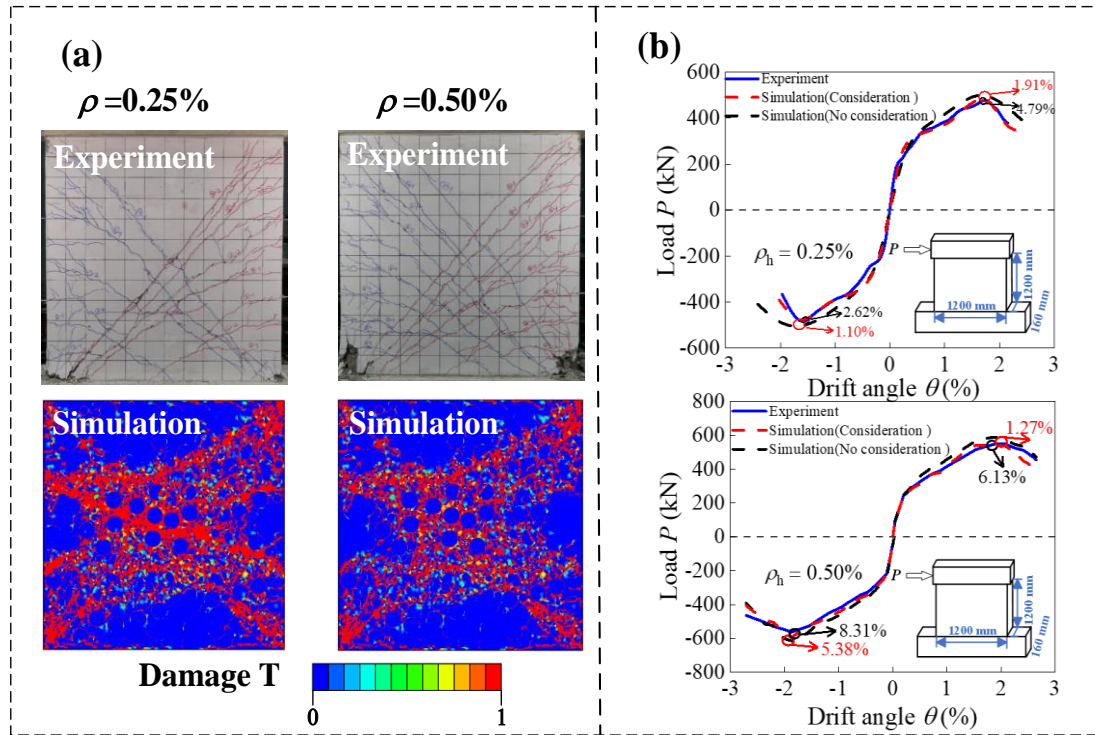 (a)
ρ=0.25%
ρ=0.50%
Experiment
Experiment
Simulation
Simulation
Damage T
0
1
(b)
600
400
200
0
-200
-400
-600
Load P (kN)
Experiment
Simulation(Consideration )
Simulation(No consideration )
1.91%
4.79%
ρh = 0.25%
P
1200 mm
1200 mm
160 mm
2.62%
1.10%
-3 -2 -1 0 1 2 3
Drift angle θ (%)
800
600
400
200
0
-200
-400
-600
800
Load P (kN)
Experiment
Simulation(Consideration )
Simulation(No consideration )
1.27%
6.13%
ρh = 0.50%
P
1200 mm
1200 mm
160 mm
8.31%
5.38%
-3 -2 -1 0 1 2 3
Drift angle θ (%)